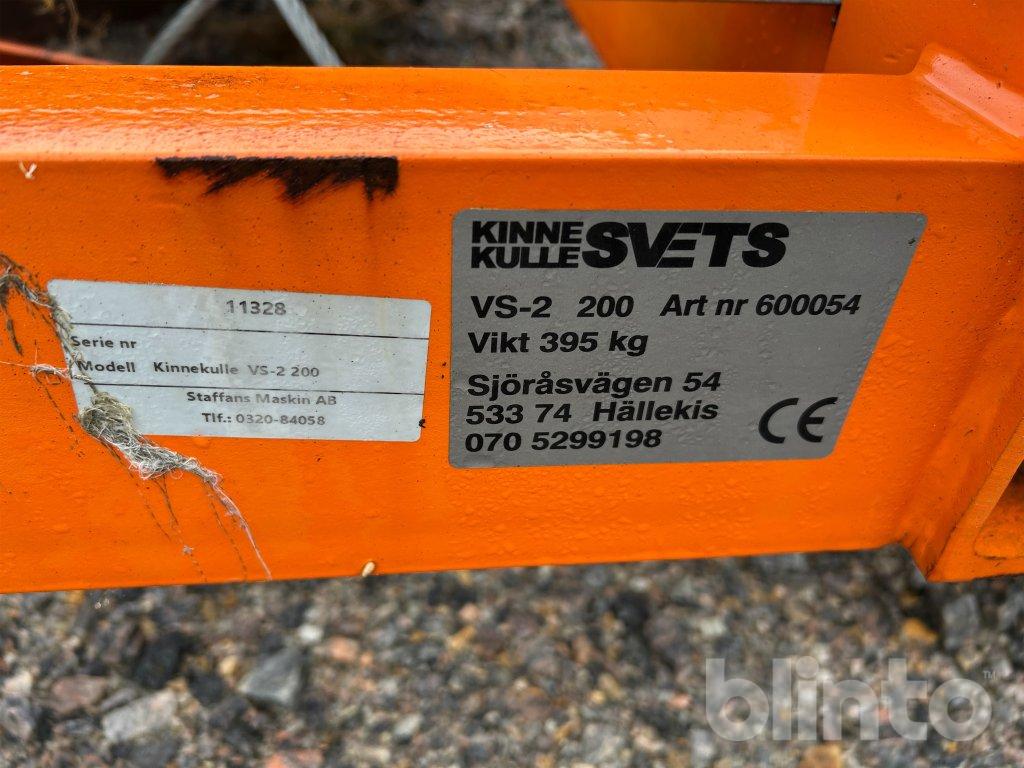 11328
Serie nr
Modell Kinnekulle VS-2 200
Staffans Maskin AB
Tlf.: 0320-84058
KINNE
KULLE SVETS
VS-2 200 Art nr 600054
Vikt 395 kg
Sjöråsvägen 54
533 74 Hällekis
070 5299198
CE
blinto™